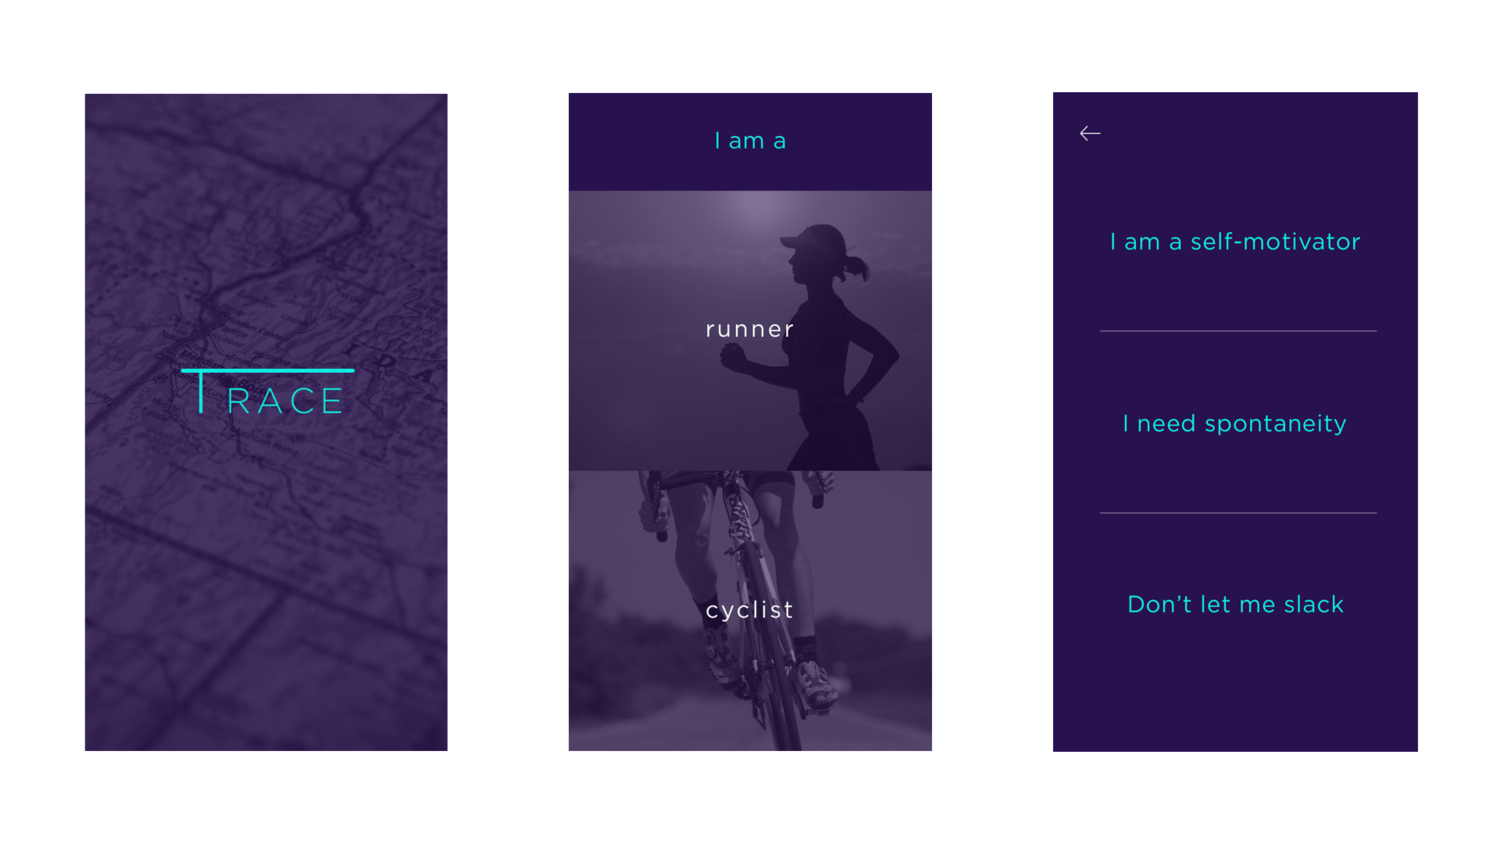 TRACE
I am a
runner
cyclist
I am a self-motivator
I need spontaneity
Don’t let me slack